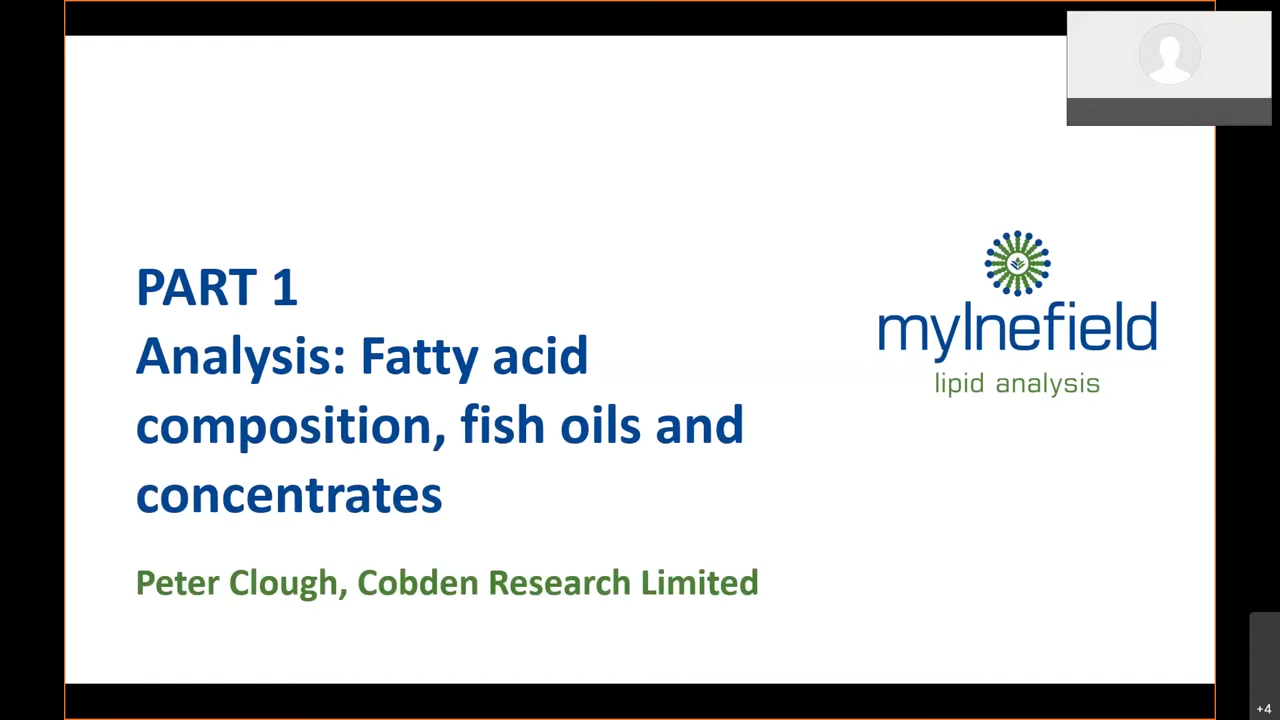 PART 1
Analysis: Fatty acid
composition, fish oils and
concentrates
Peter Clough, Cobden Research Limited
mylnefield
lipid analysis
+4